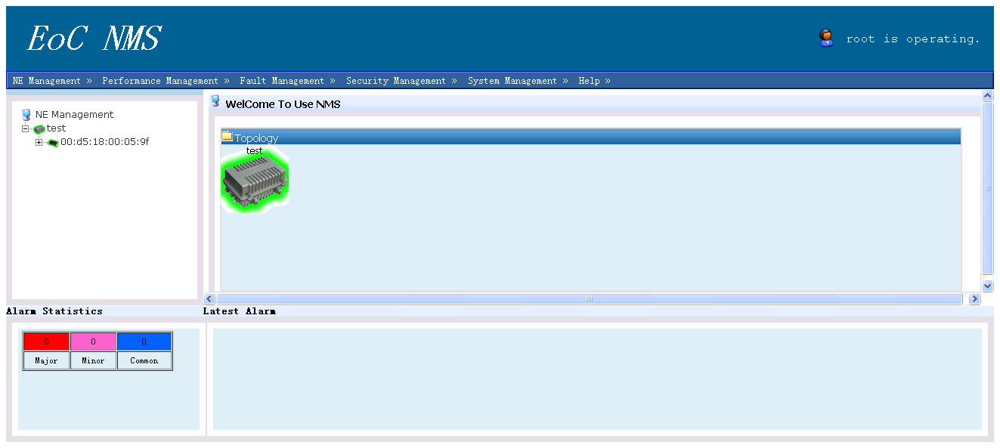 EoC NMS
root is operating.
NE Management » Performance Management » Fault Management » Security Management » System Management » Help »
NE Management
test
00:d5:18:00:05:9f
WelCome To Use NMS
Topology
test
Alarm Statistics
Latest Alarm
0 0 0
Major Minor Common